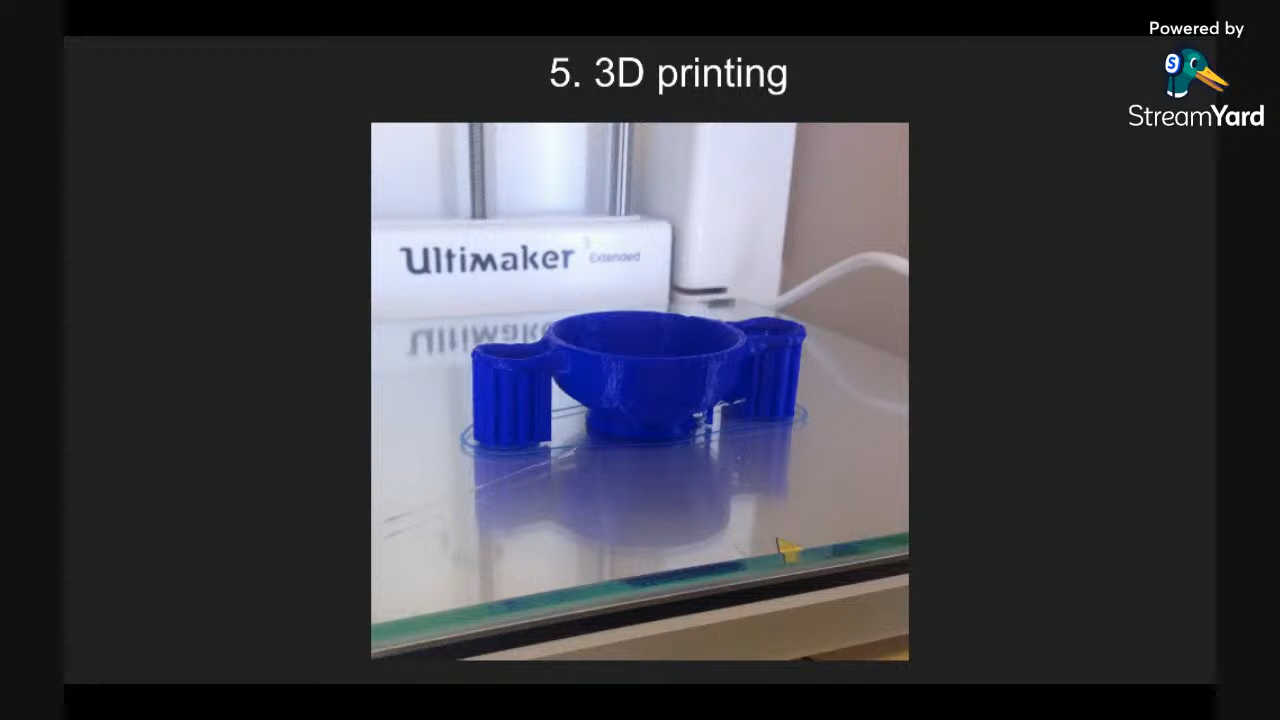 Powered by
StreamYard
5. 3D printing
Ultimaker
Extended